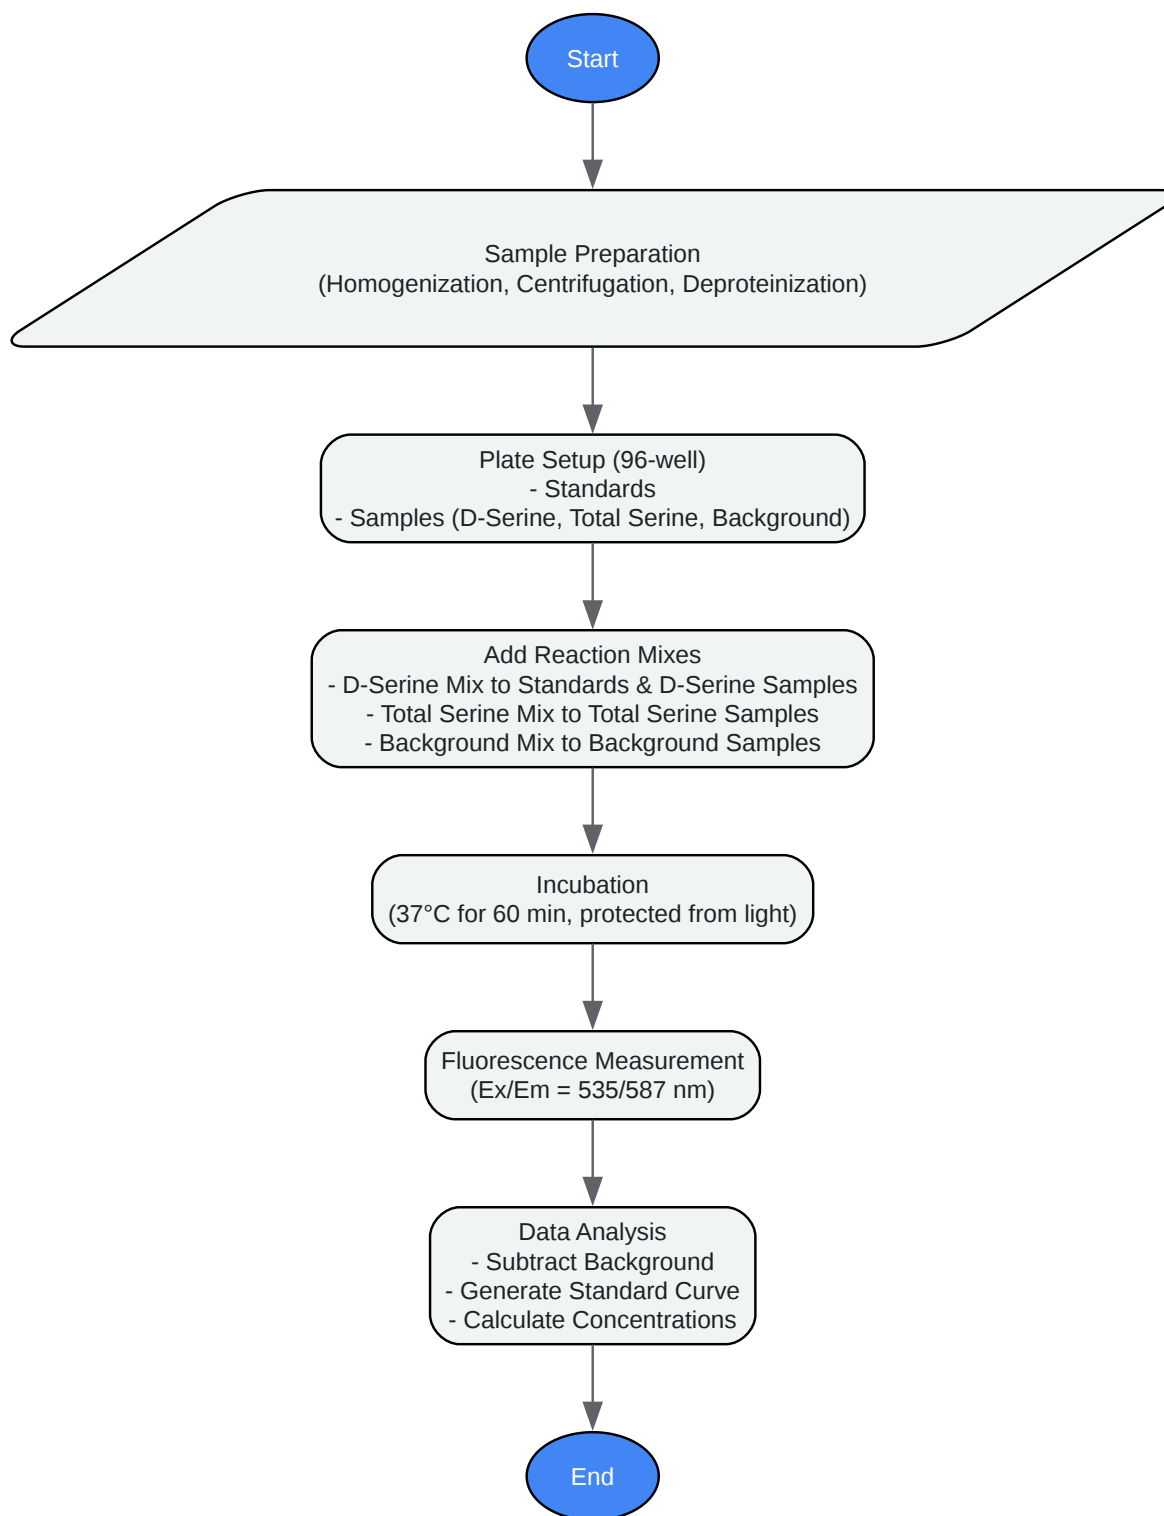 Start
Sample Preparation
(Homogenization, Centrifugation, Deproteinization)
Plate Setup (96-well)
- Standards
- Samples (D-Serine, Total Serine, Background)
Add Reaction Mixes
- D-Serine Mix to Standards & D-Serine Samples
- Total Serine Mix to Total Serine Samples
- Background Mix to Background Samples
Incubation
(37°C for 60 min, protected from light)
Fluorescence Measurement
(Ex/Em = 535/587 nm)
Data Analysis
- Subtract Background
- Generate Standard Curve
- Calculate Concentrations
End